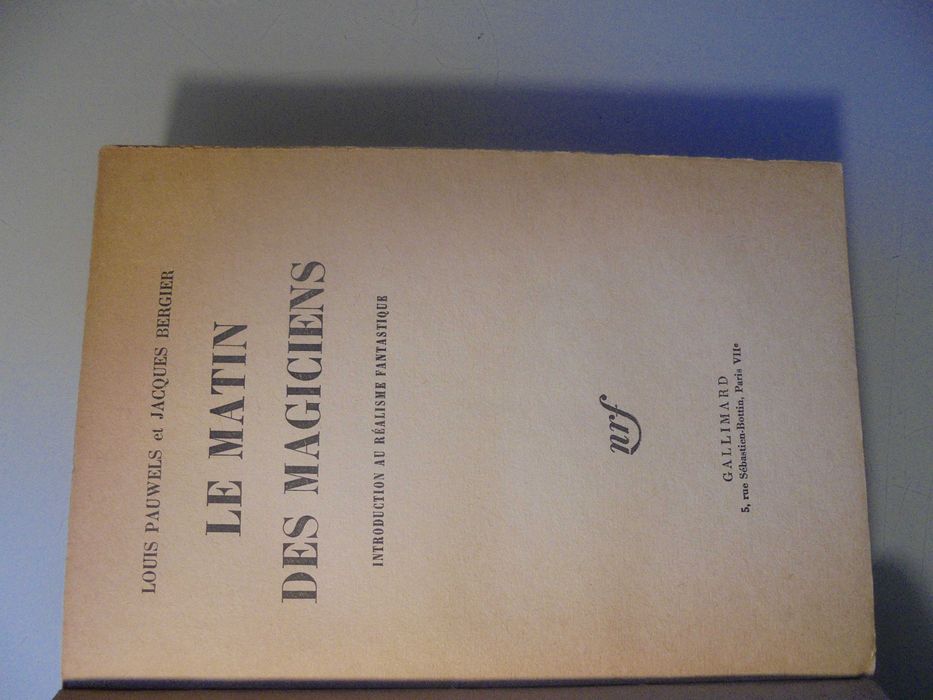 LOUIS PAUWELS et JACQUES BERGIER
LE MATIN
DES MAGICIENS
INTRODUCTION AU RÉALISME FANTASTIQUE
nrf
GALLIMARD
5, rue Sébastien-Bottin, Paris VIIᵉ